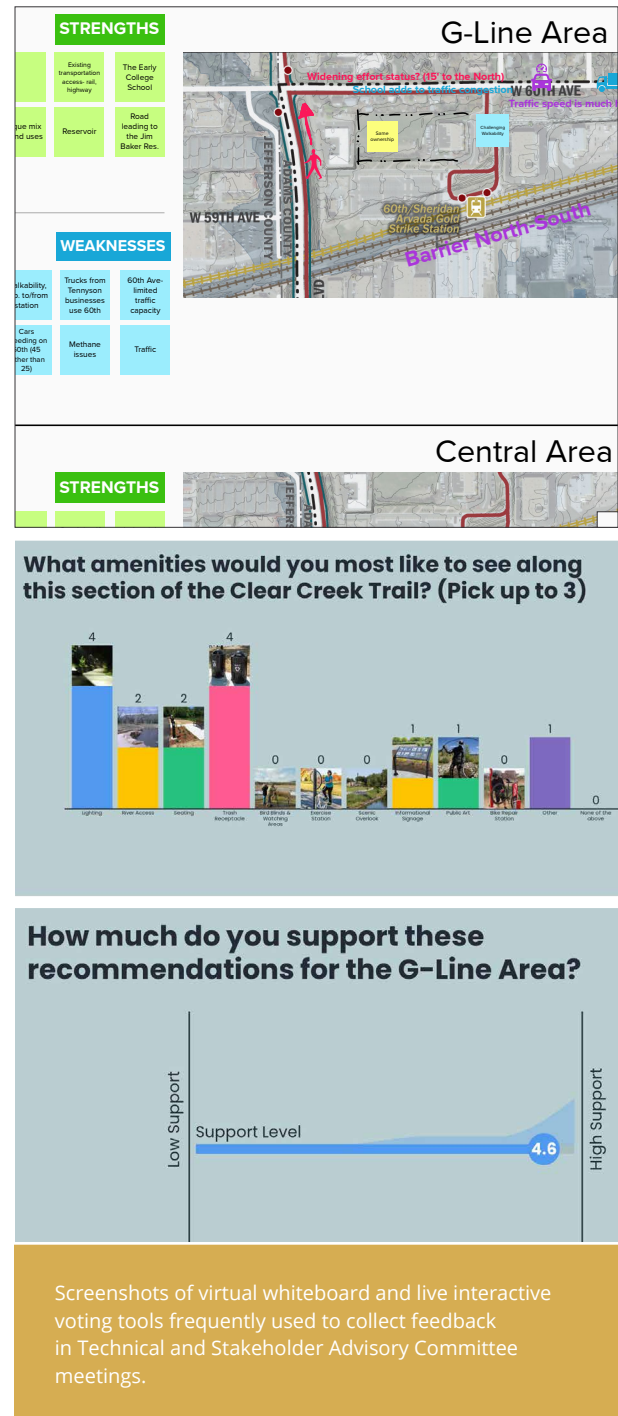 G-Line Area
STRENGTHS
Existing
transportation
access- rail,
highway
The Early
College
School
que mix
nd uses
Reservoir
Road
leading to
the Jim
Baker Res.
WEAKNESSES
alkability,
to/from
station
Trucks from
Tennyson
businesses
use 60th
60th Ave-
limited
traffic
capacity
Cars
eeding on
0th (45
ther than
25)
Methane
issues
Traffic
Widening effort status? (15' to the North)
School adds to traffic congestion
W 60TH AVE
Traffic speed is much
Same
ownership
Challenging
Walkability
JEFFERSON COUNTY
ADAMS COUNTY
W 59TH AVE
60th/Sheridan
Arvada Gold
Strike Station
Barrier North-South
VD
Central Area
STRENGTHS
JEFFERS
ADA
What amenities would you most like to see along
this section of the Clear Creek Trail? (Pick up to 3)
4
2
2
4
0
0
0
1
1
0
1
0
Lighting
River Access
Seating
Trash
Receptacle
Bird Blinds &
Watching
Areas
Exercise
Station
Scenic
Overlook
Informational
Signage
Public Art
Bike Repair
Station
Other
None of the
above
How much do you support these
recommendations for the G-Line Area?
Low Support
Support Level
4.6
High Support
Screenshots of virtual whiteboard and live interactive
voting tools frequently used to collect feedback
in Technical and Stakeholder Advisory Committee
meetings.